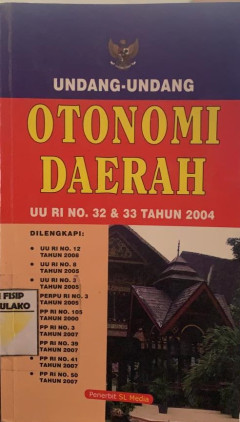 UNDANG-UNDANG
OTONOMI
DAERAH
UU RI NO. 32 & 33 TAHUN 2004
DILENGKAPI:
UU RI NO. 12
TAHUN 2008
UU RI NO. 8
TAHUN 2005
UU RI NO. 3
TAHUN 2005
PERPU RI NO. 3
TAHUN 2005
PP RI NO. 105
TAHUN 2000
PP RI NO. 3
TAHUN 2007
PP RI NO. 39
TAHUN 2007
PP RI NO. 41
TAHUN 2007
PP RI NO. 50
TAHUN 2007
FISIP
ULAKO
Penerbit SL Media